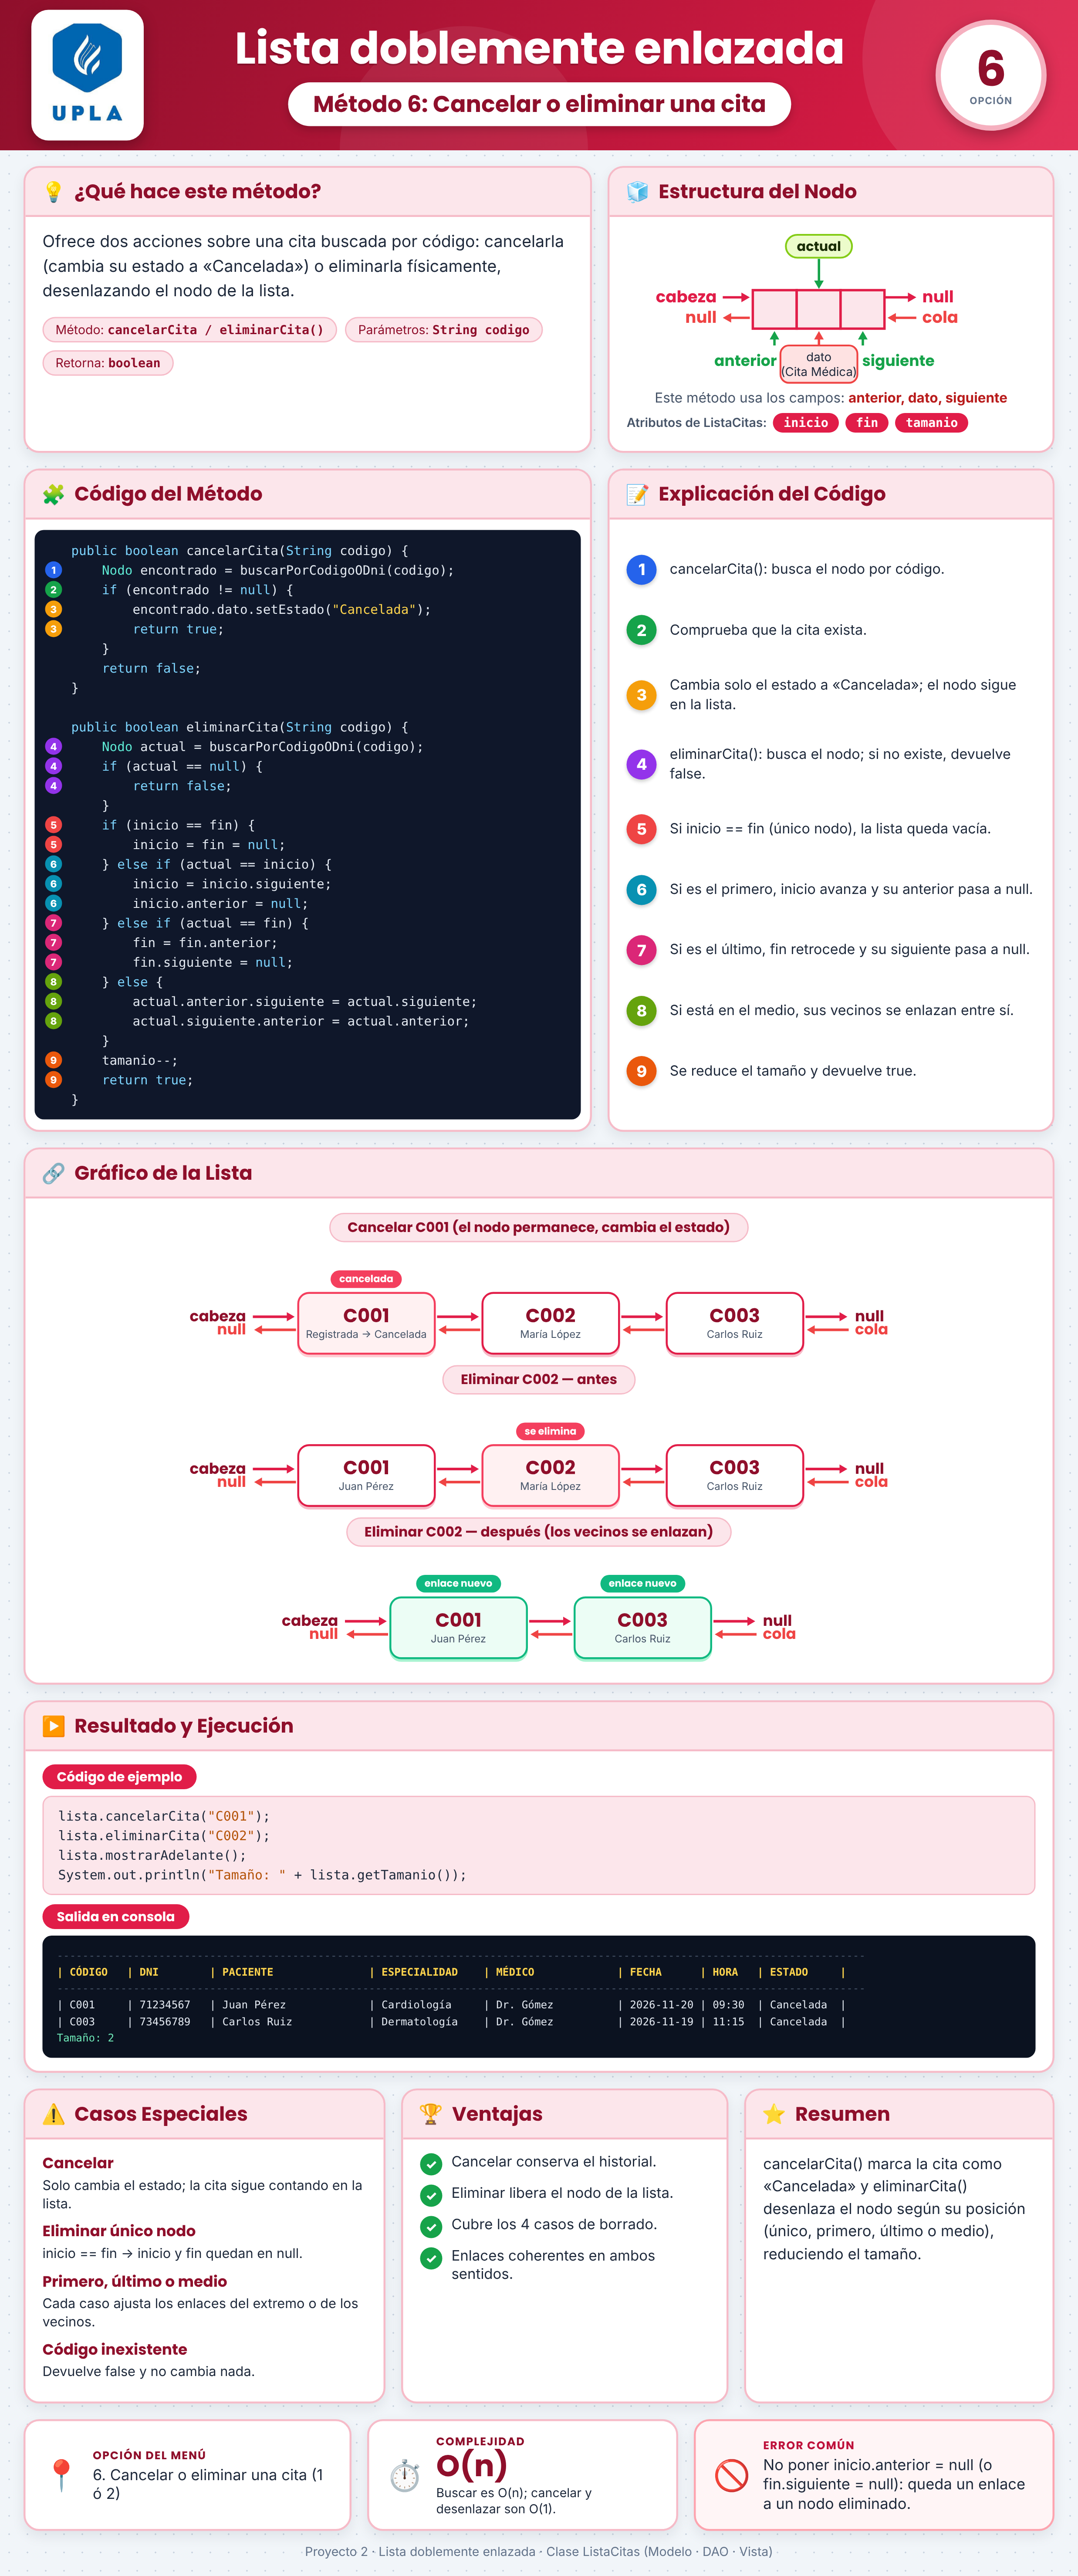 UPLA
Lista doblemente enlazada
Método 6: Cancelar o eliminar una cita
6
OPCIÓN
¿Qué hace este método?
Ofrece dos acciones sobre una cita buscada por código: cancelarla
(cambia su estado a «Cancelada») o eliminarla físicamente,
desenlazando el nodo de la lista.
Método: cancelarCita / eliminarCita()
Parámetros: String codigo
Retorna: boolean
Estructura del Nodo
actual
cabeza
null
null
cola
anterior
dato
(Cita Médica)
siguiente
Este método usa los campos: anterior, dato, siguiente
Atributos de ListaCitas: inicio fin tamanio
Código del Método
public boolean cancelarCita(String codigo) {
1 Nodo encontrado = buscarPorCodigoODni(codigo);
2 if (encontrado != null) {
3 encontrado.dato.setEstado("Cancelada");
3 return true;
}
return false;
}
public boolean eliminarCita(String codigo) {
4 Nodo actual = buscarPorCodigoODni(codigo);
4 if (actual == null) {
4 return false;
}
5 if (inicio == fin) {
5 inicio = fin = null;
6 } else if (actual == inicio) {
6 inicio = inicio.siguiente;
6 inicio.anterior = null;
7 } else if (actual == fin) {
7 fin = fin.anterior;
7 fin.siguiente = null;
8 } else {
8 actual.anterior.siguiente = actual.siguiente;
8 actual.siguiente.anterior = actual.anterior;
}
9 tamanio--;
9 return true;
}
Explicación del Código
1 cancelarCita(): busca el nodo por código.
2 Comprueba que la cita exista.
3 Cambia solo el estado a «Cancelada»; el nodo sigue
en la lista.
4 eliminarCita(): busca el nodo; si no existe, devuelve
false.
5 Si inicio == fin (único nodo), la lista queda vacía.
6 Si es el primero, inicio avanza y su anterior pasa a null.
7 Si es el último, fin retrocede y su siguiente pasa a null.
8 Si está en el medio, sus vecinos se enlazan entre sí.
9 Se reduce el tamaño y devuelve true.
Gráfico de la Lista
Cancelar C001 (el nodo permanece, cambia el estado)
cancelada
cabeza
null
C001
Registrada → Cancelada
C002
María López
C003
Carlos Ruiz
null
cola
Eliminar C002 — antes
se elimina
cabeza
null
C001
Juan Pérez
C002
María López
C003
Carlos Ruiz
null
cola
Eliminar C002 — después (los vecinos se enlazan)
enlace nuevo
enlace nuevo
cabeza
null
C001
Juan Pérez
C003
Carlos Ruiz
null
cola
Resultado y Ejecución
Código de ejemplo
lista.cancelarCita("C001");
lista.eliminarCita("C002");
lista.mostrarAdelante();
System.out.println("Tamaño: " + lista.getTamanio());
Salida en consola
| CÓDIGO | DNI | PACIENTE | ESPECIALIDAD | MÉDICO | FECHA | HORA | ESTADO |
| C001 | 71234567 | Juan Pérez | Cardiología | Dr. Gómez | 2026-11-20 | 09:30 | Cancelada |
| C003 | 73456789 | Carlos Ruiz | Dermatología | Dr. Gómez | 2026-11-19 | 11:15 | Cancelada |
Tamaño: 2
Casos Especiales
Cancelar
Solo cambia el estado; la cita sigue contando en la
lista.
Eliminar único nodo
inicio == fin → inicio y fin quedan en null.
Primero, último o medio
Cada caso ajusta los enlaces del extremo o de los
vecinos.
Código inexistente
Devuelve false y no cambia nada.
Ventajas
Cancelar conserva el historial.
Eliminar libera el nodo de la lista.
Cubre los 4 casos de borrado.
Enlaces coherentes en ambos
sentidos.
Resumen
cancelarCita() marca la cita como
«Cancelada» y eliminarCita()
desenlaza el nodo según su posición
(único, primero, último o medio),
reduciendo el tamaño.
OPCIÓN DEL MENÚ
6. Cancelar o eliminar una cita (1
ó 2)
COMPLEJIDAD
O(n)
Buscar es O(n); cancelar y
desenlazar son O(1).
ERROR COMÚN
No poner inicio.anterior = null (o
fin.siguiente = null): queda un enlace
a un nodo eliminado.
Proyecto 2 · Lista doblemente enlazada · Clase ListaCitas (Modelo · DAO · Vista)